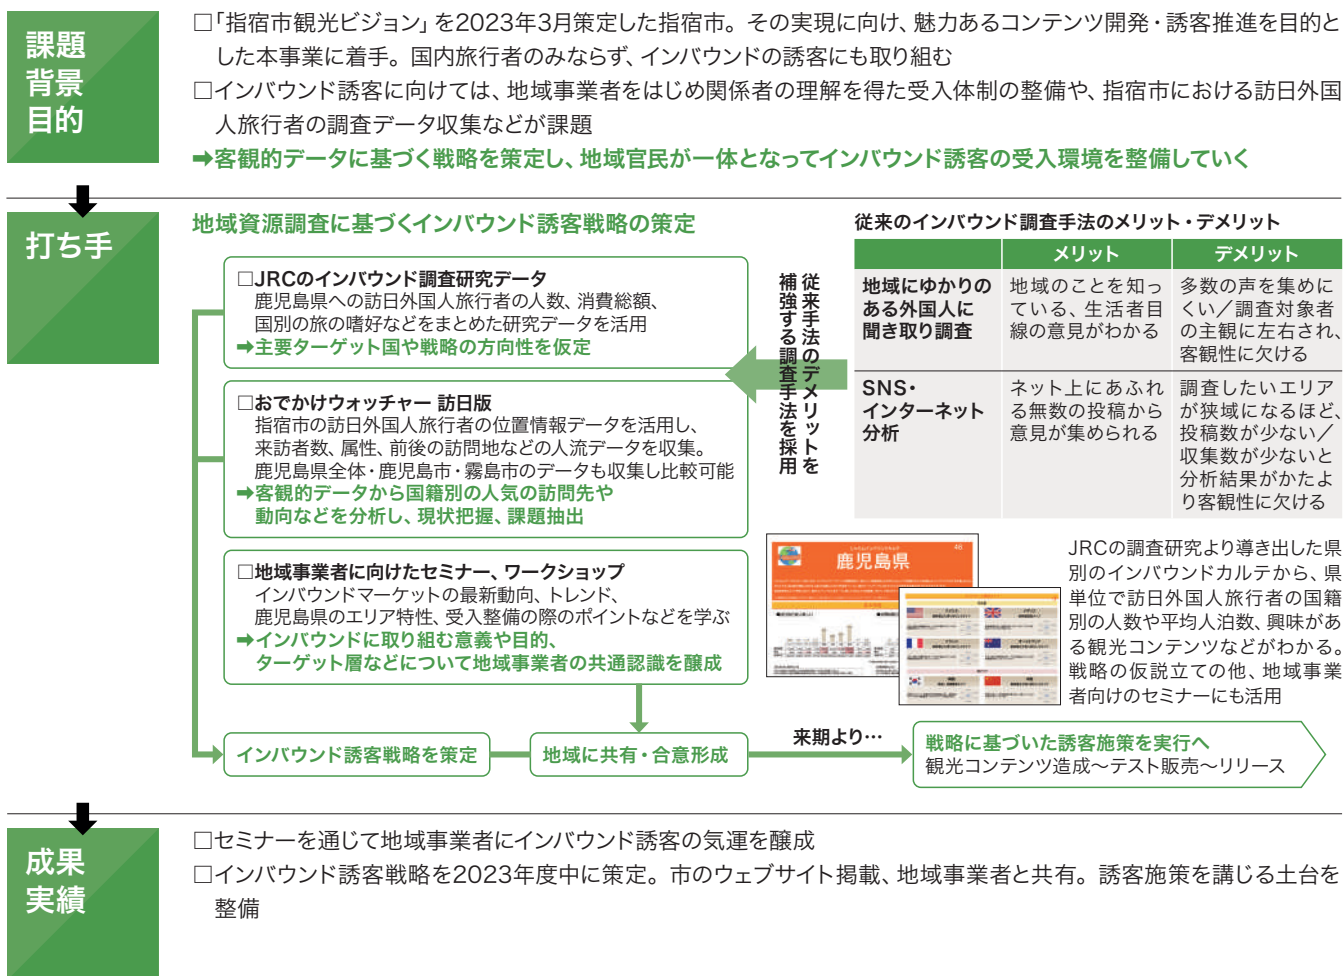 課題
背景
目的
□「指宿市観光ビジョン」を2023年3月策定した指宿市。その実現に向け、魅力あるコンテンツ開発・誘客推進を目的と
した本事業に着手。国内旅行者のみならず、インバウンドの誘客にも取り組む
□インバウンド誘客に向けては、地域事業者をはじめ関係者の理解を得た受入体制の整備や、指宿市における訪日外国
人旅行者の調査データ収集などが課題
➡客観的データに基づく戦略を策定し、地域官民が一体となってインバウンド誘客の受入環境を整備していく
打ち手
地域資源調査に基づくインバウンド誘客戦略の策定
□JRCのインバウンド調査研究データ
鹿児島県への訪日外国人旅行者の人数、消費総額、
国別の旅の嗜好などをまとめた研究データを活用
➡主要ターゲット国や戦略の方向性を仮定
□おでかけウォッチャー 訪日版
指宿市の訪日外国人旅行者の位置情報データを活用し、
来訪者数、属性、前後の訪問地などの人流データを収集。
鹿児島県全体・鹿児島市・霧島市のデータも収集し比較可能
➡客観的データから国籍別の人気の訪問先や
動向などを分析し、現状把握、課題抽出
□地域事業者に向けたセミナー、ワークショップ
インバウンドマーケットの最新動向、トレンド、
鹿児島県のエリア特性、受入整備の際のポイントなどを学ぶ
➡インバウンドに取り組む意義や目的、
ターゲット層などについて地域事業者の共通認識を醸成
従来手法のデメリットを
補強する調査手法を採用
従来のインバウンド調査手法のメリット・デメリット
メリット
デメリット
地域にゆかりの
ある外国人に
聞き取り調査
地域のことを知っ
ている、生活者目
線の意見がわかる
多数の声を集めに
くい／調査対象者
の主観に左右され、
客観性に欠ける
SNS・
インターネット
分析
ネット上にあふれ
る無数の投稿から
意見が集められる
調査したいエリア
が狭域になるほど、
投稿数が少ない／
収集数が少ないと
分析結果がかたよ
り客観性に欠ける
鹿児島県
46
JRCの調査研究より導き出した県
別のインバウンドカルテから、県
単位で訪日外国人旅行者の国籍
別の人数や平均人泊数、興味があ
る観光コンテンツなどがわかる。
戦略の仮説立ての他、地域事業
者向けのセミナーにも活用
インバウンド誘客戦略を策定
地域に共有・合意形成
来期より…
戦略に基づいた誘客施策を実行へ
観光コンテンツ造成〜テスト販売〜リリース
成果
実績
□セミナーを通じて地域事業者にインバウンド誘客の気運を醸成
□インバウンド誘客戦略を2023年度中に策定。市のウェブサイト掲載、地域事業者と共有。誘客施策を講じる土台を
整備